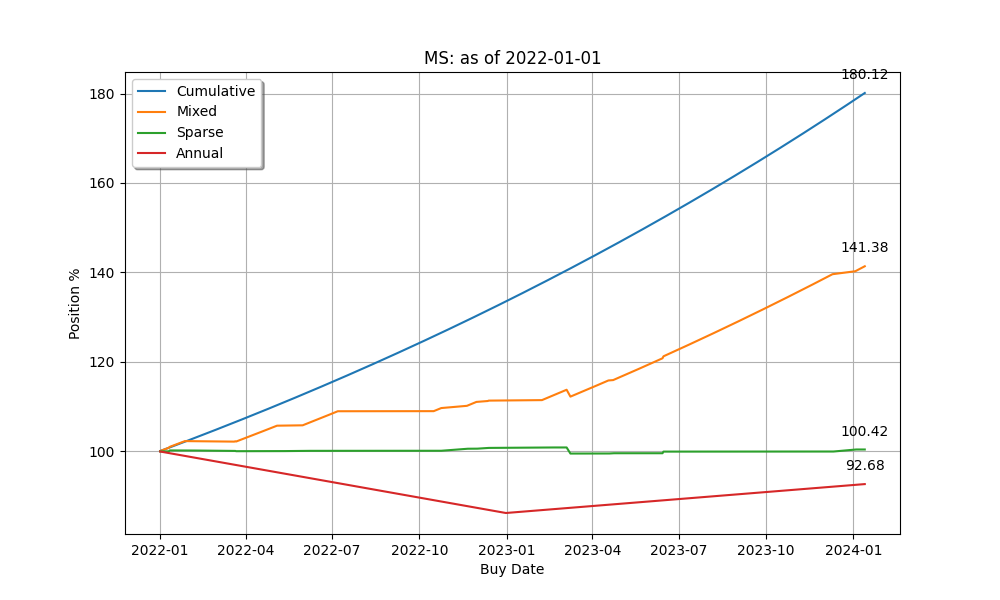 MS: as of 2022-01-01
Cumulative
Mixed
Sparse
Annual
180.12
141.38
100.42
92.68
180
160
140
120
100
Position %
2022-01 2022-04 2022-07 2022-10 2023-01 2023-04 2023-07 2023-10 2024-01
Buy Date